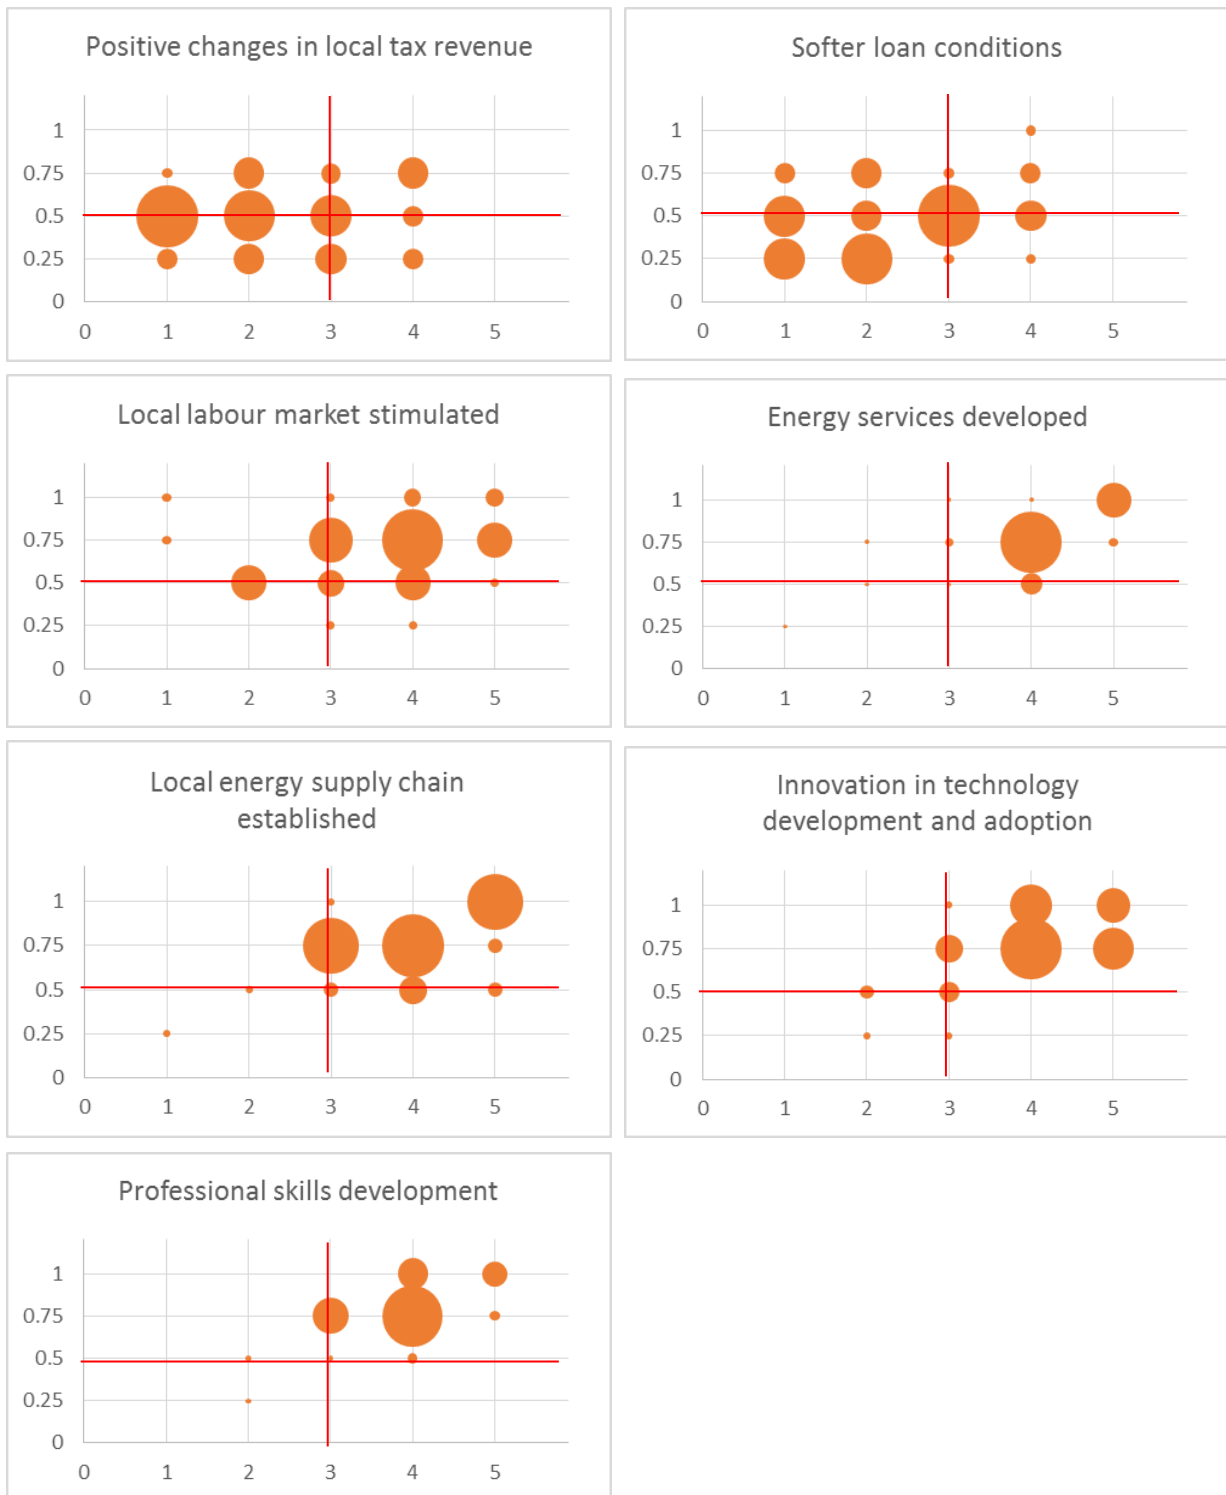 Positive changes in local tax revenue
1
0.75
0.5
0.25
0
0 1 2 3 4 5
Softer loan conditions
1
0.75
0.5
0.25
0
0 1 2 3 4 5
Local labour market stimulated
1
0.75
0.5
0.25
0
0 1 2 3 4 5
Energy services developed
1
0.75
0.5
0.25
0
0 1 2 3 4 5
Local energy supply chain
established
1
0.75
0.5
0.25
0
0 1 2 3 4 5
Innovation in technology
development and adoption
1
0.75
0.5
0.25
0
0 1 2 3 4 5
Professional skills development
1
0.75
0.5
0.25
0
0 1 2 3 4 5